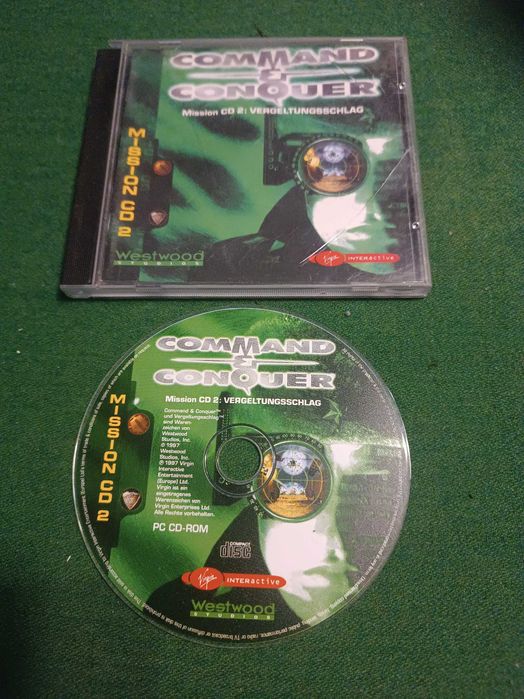 COMMAND
&
CONQUER
Mission CD 2: VERGELTUNGSSCHLAG
MISSION CD 2
Westwood
STUDIOS
Virgin INTERactive
COMMAND
&
CONQUER
Mission CD 2: VERGELTUNGSSCHLAG
MISSION CD 2
Command & Conquer™
und Vergeltungsschlag™
sind Waren-
zeichen von
Westwood
Studios, Inc.
© 1997
Westwood
Studios, Inc.
© 1997 Virgin
Interactive
Entertainment
(Europe) Ltd.
Virgin ist ein
eingetragenes
Warenzeichen von
Virgin Enterprises Ltd.
Alle Rechte vorbehalten.
PC CD-ROM
COMPACT
disc
Virgin INTERactive
Westwood
STUDIOS